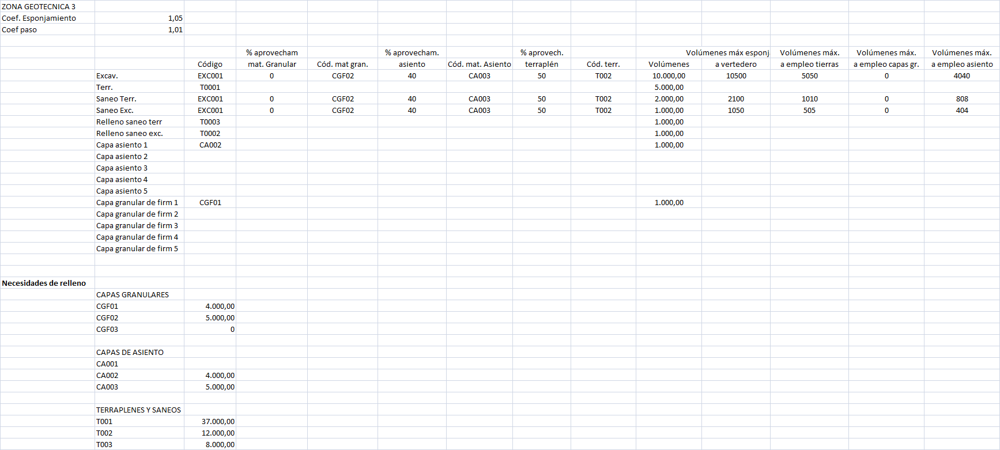 ZONA GEOTECNICA 3
Coef. Esponjamiento 1,05
Coef paso 1,01
% aprovecham % aprovecham. % aprovech. Volúmenes máx esponj Volúmenes máx. Volúmenes máx. Volúmenes máx.
Código mat. Granular Cód. mat gran. asiento Cód. mat. Asiento terraplén Cód. terr. Volúmenes a vertedero a empleo tierras a empleo capas gr. a empleo asiento
Excav. EXC001 0 CGF02 40 CA003 50 T002 10.000,00 10500 5050 0 4040
Terr. T0001 5.000,00
Saneo Terr. EXC001 0 CGF02 40 CA003 50 T002 2.000,00 2100 1010 0 808
Saneo Exc. EXC001 0 CGF02 40 CA003 50 T002 1.000,00 1050 505 0 404
Relleno saneo terr T0003 1.000,00
Relleno saneo exc. T0002 1.000,00
Capa asiento 1 CA002 1.000,00
Capa asiento 2
Capa asiento 3
Capa asiento 4
Capa asiento 5
Capa granular de firm 1 CGF01 1.000,00
Capa granular de firm 2
Capa granular de firm 3
Capa granular de firm 4
Capa granular de firm 5
Necesidades de relleno
CAPAS GRANULARES
CGF01 4.000,00
CGF02 5.000,00
CGF03 0
CAPAS DE ASIENTO
CA001
CA002 4.000,00
CA003 5.000,00
TERRAPLENES Y SANEOS
T001 37.000,00
T002 12.000,00
T003 8.000,00